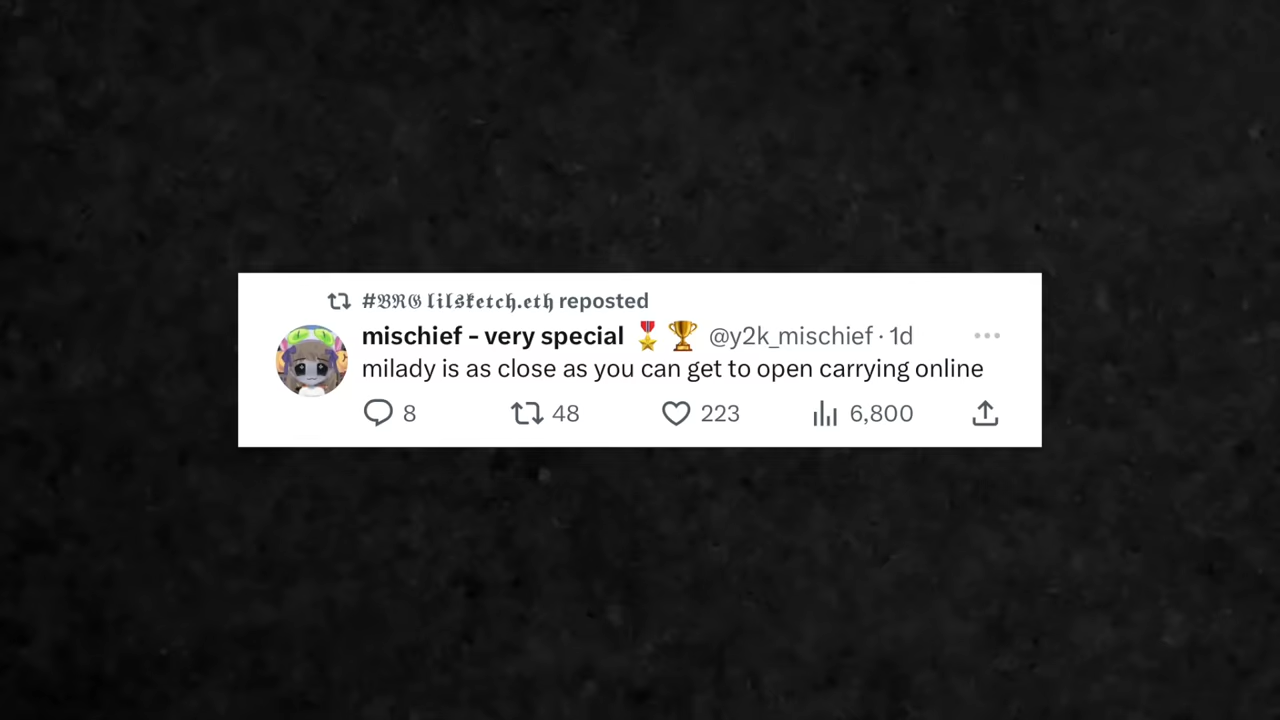 #𝕭𝕽𝕲 𝖑𝖎𝖑𝖘𝖐𝖊𝖙𝖈𝖍.𝖊𝖙𝖍 reposted
mischief - very special 🎖️ 🏆 @y2k_mischief · 1d
milady is as close as you can get to open carrying online
8 48 223 6,800